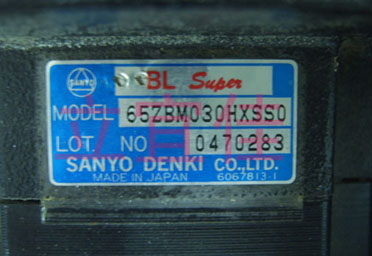 SANYO
BL Super
MODEL 65ZBM030HXSS0
LOT. NO 0470283
SANYO DENKI CO.,LTD.
MADE IN JAPAN 6067813-1